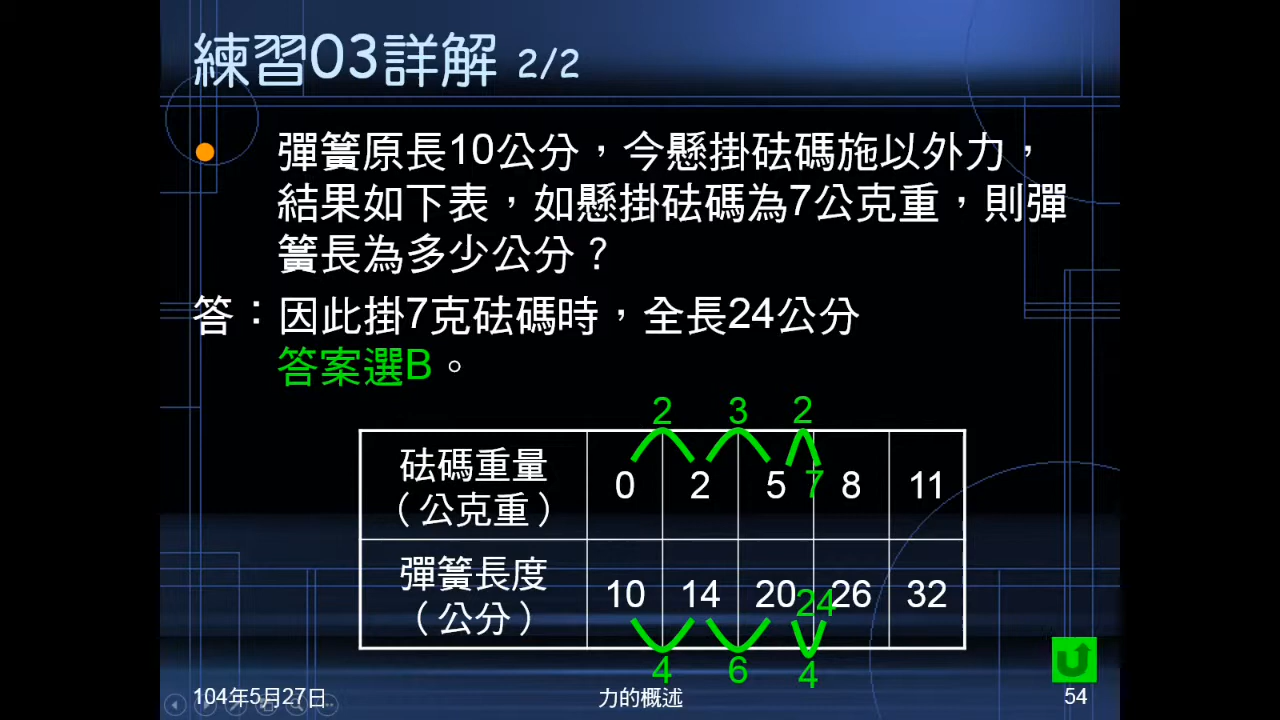 練習03詳解 2/2
彈簧原長10公分，今懸掛砝碼施以外力，
結果如下表，如懸掛砝碼為7公克重，則彈
簧長為多少公分？
答：因此掛7克砝碼時，全長24公分
答案選B。
2 3 2
砝碼重量
（公克重） 0 2 5 7 8 11
彈簧長度
（公分） 10 14 20 24 26 32
4 6 4
104年5月27日 力的概述 54